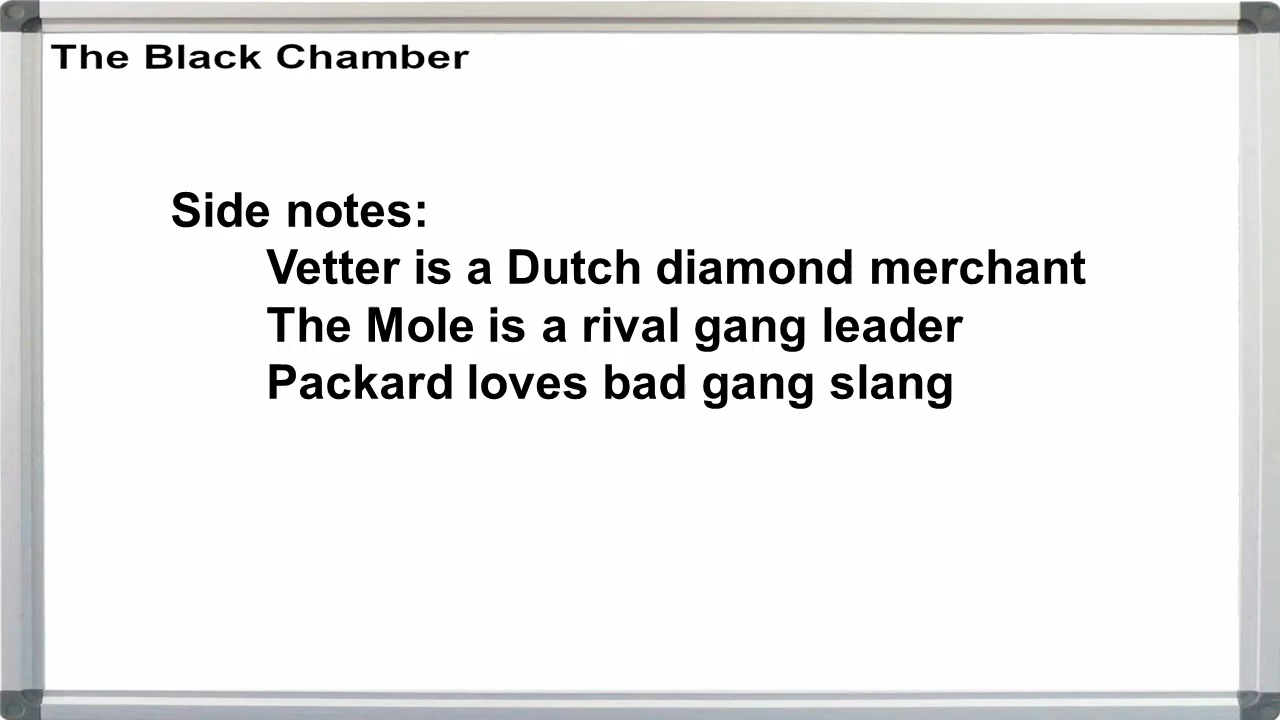 The Black Chamber
Side notes:
Vetter is a Dutch diamond merchant
The Mole is a rival gang leader
Packard loves bad gang slang